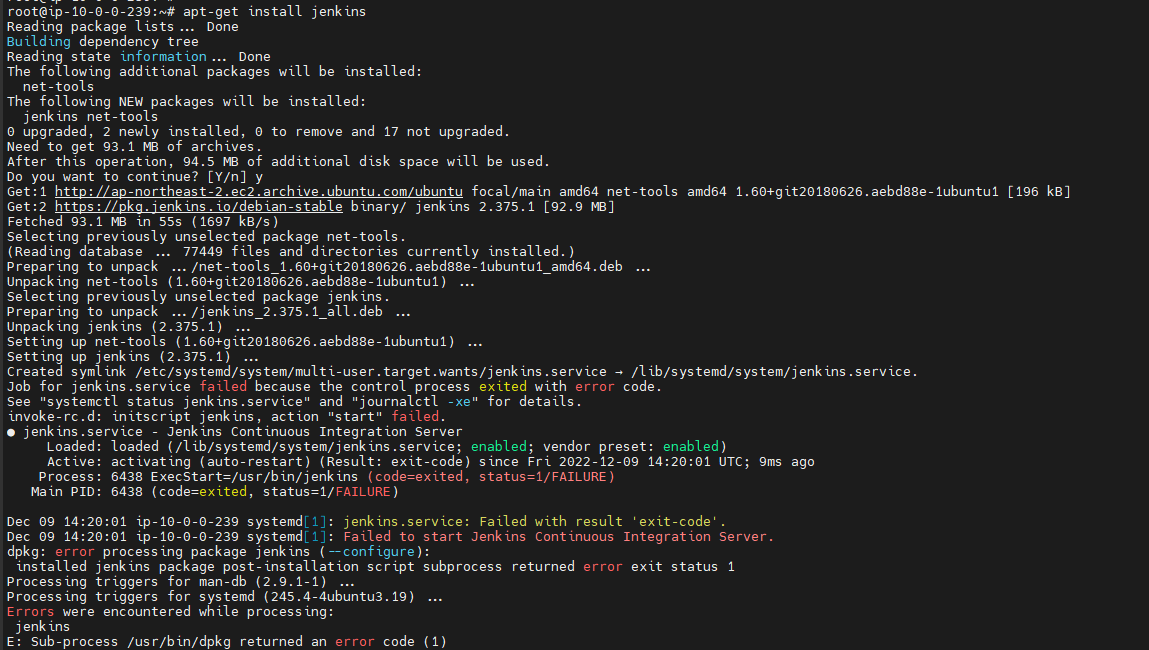 root@ip-10-0-0-239:~#
root@ip-10-0-0-239:~# apt-get install jenkins
Reading package lists... Done
Building dependency tree
Reading state information... Done
The following additional packages will be installed:
  net-tools
The following NEW packages will be installed:
  jenkins net-tools
0 upgraded, 2 newly installed, 0 to remove and 17 not upgraded.
Need to get 93.1 MB of archives.
After this operation, 94.5 MB of additional disk space will be used.
Do you want to continue? [Y/n] y
Get:1 http://ap-northeast-2.ec2.archive.ubuntu.com/ubuntu focal/main amd64 net-tools amd64 1.60+git20180626.aebd88e-1ubuntu1 [196 kB]
Get:2 https://pkg.jenkins.io/debian-stable binary/ jenkins 2.375.1 [92.9 MB]
Fetched 93.1 MB in 55s (1697 kB/s)
Selecting previously unselected package net-tools.
(Reading database ... 77449 files and directories currently installed.)
Preparing to unpack .../net-tools_1.60+git20180626.aebd88e-1ubuntu1_amd64.deb ...
Unpacking net-tools (1.60+git20180626.aebd88e-1ubuntu1) ...
Selecting previously unselected package jenkins.
Preparing to unpack .../jenkins_2.375.1_all.deb ...
Unpacking jenkins (2.375.1) ...
Setting up net-tools (1.60+git20180626.aebd88e-1ubuntu1) ...
Setting up jenkins (2.375.1) ...
Created symlink /etc/systemd/system/multi-user.target.wants/jenkins.service → /lib/systemd/system/jenkins.service.
Job for jenkins.service failed because the control process exited with error code.
See "systemctl status jenkins.service" and "journalctl -xe" for details.
invoke-rc.d: initscript jenkins, action "start" failed.
● jenkins.service - Jenkins Continuous Integration Server
     Loaded: loaded (/lib/systemd/system/jenkins.service; enabled; vendor preset: enabled)
     Active: activating (auto-restart) (Result: exit-code) since Fri 2022-12-09 14:20:01 UTC; 9ms ago
    Process: 6438 ExecStart=/usr/bin/jenkins (code=exited, status=1/FAILURE)
   Main PID: 6438 (code=exited, status=1/FAILURE)

Dec 09 14:20:01 ip-10-0-0-239 systemd[1]: jenkins.service: Failed with result 'exit-code'.
Dec 09 14:20:01 ip-10-0-0-239 systemd[1]: Failed to start Jenkins Continuous Integration Server.
dpkg: error processing package jenkins (--configure):
 installed jenkins package post-installation script subprocess returned error exit status 1
Processing triggers for man-db (2.9.1-1) ...
Processing triggers for systemd (245.4-4ubuntu3.19) ...
Errors were encountered while processing:
 jenkins
E: Sub-process /usr/bin/dpkg returned an error code (1)